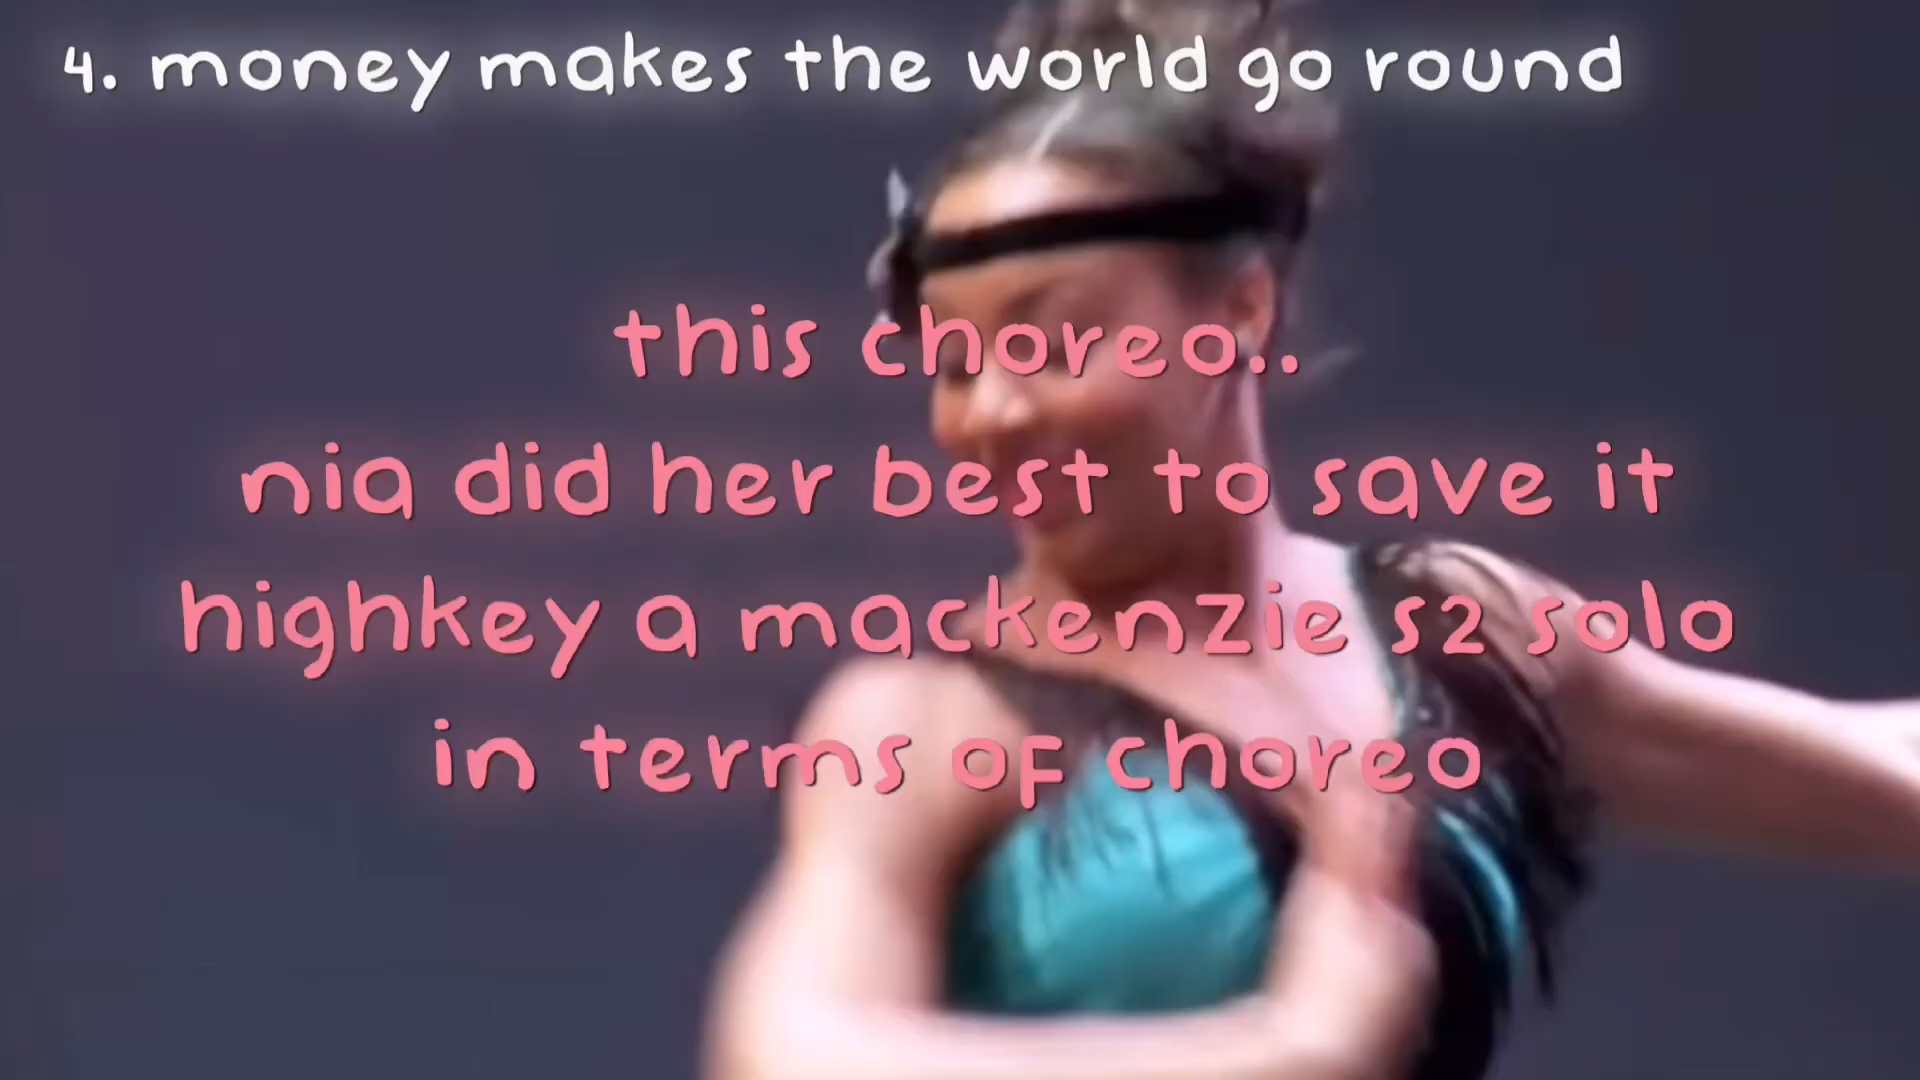 4. money makes the world go round
this choreo..
nia did her best to save it
highkey a mackenzie s2 solo
in terms of choreo